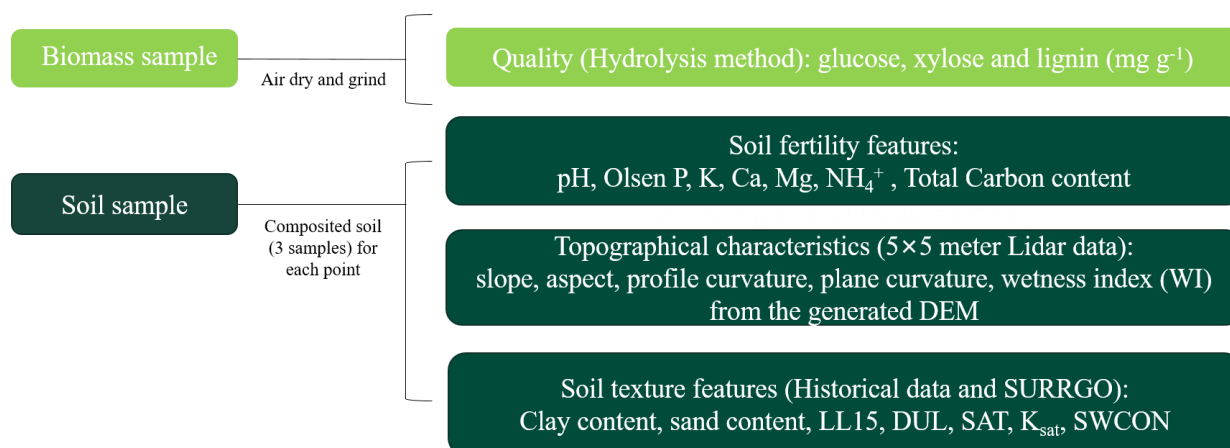 Biomass sample
Air dry and grind
Quality (Hydrolysis method): glucose, xylose and lignin (mg g⁻¹)
Soil sample
Composited soil
(3 samples) for
each point
Soil fertility features:
pH, Olsen P, K, Ca, Mg, NH₄⁺ , Total Carbon content
Topographical characteristics (5×5 meter Lidar data):
slope, aspect, profile curvature, plane curvature, wetness index (WI)
from the generated DEM
Soil texture features (Historical data and SURRGO):
Clay content, sand content, LL15, DUL, SAT, Kₛₐₜ, SWCON